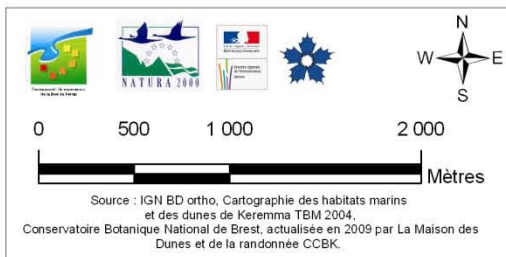 N
W E
S
NATURA 2000
0 500 1 000 2 000
Mètres
Source : IGN BD ortho, Cartographie des habitats marins
et des dunes de Keremma TBM 2004,
Conservatoire Botanique National de Brest, actualisée en 2009 par La Maison des
Dunes et de la randonnée CCBK.